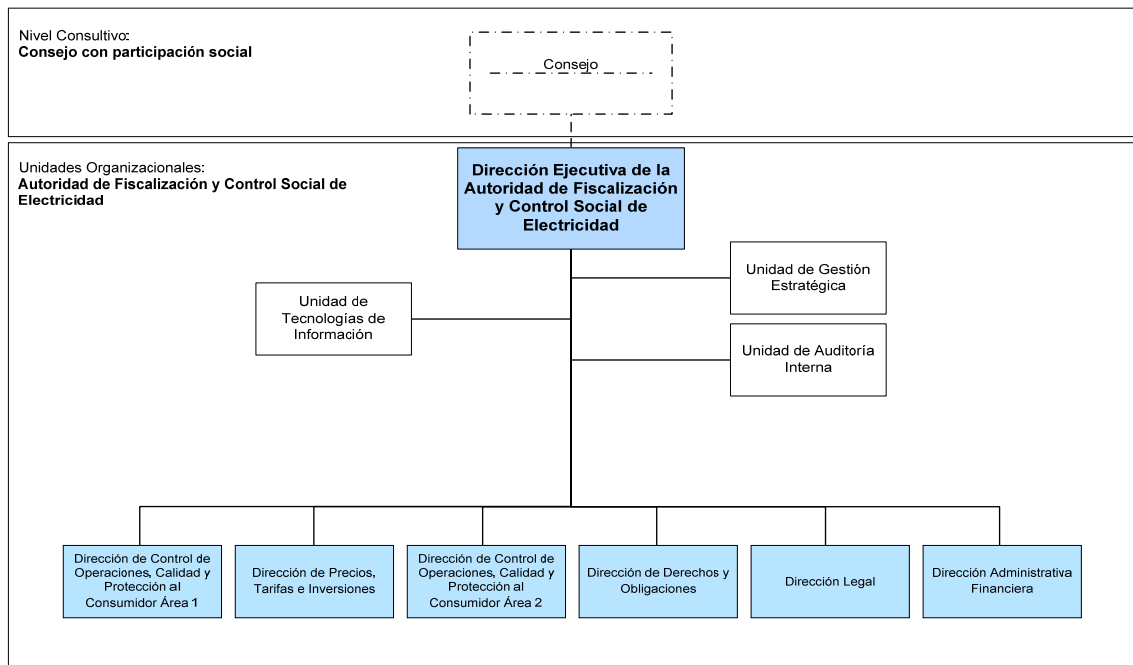 Nivel Consultivo:
Consejo con participación social
Consejo
Unidades Organizacionales:
Autoridad de Fiscalización y Control Social de
Electricidad
Dirección Ejecutiva de la
Autoridad de Fiscalización
y Control Social de
Electricidad
Unidad de Gestión
Estratégica
Unidad de
Tecnologías de
Información
Unidad de Auditoría
Interna
Dirección de Control de
Operaciones, Calidad y
Protección al
Consumidor Área 1
Dirección de Precios,
Tarifas e Inversiones
Dirección de Control de
Operaciones, Calidad y
Protección al
Consumidor Área 2
Dirección de Derechos y
Obligaciones
Dirección Legal
Dirección Administrativa
Financiera